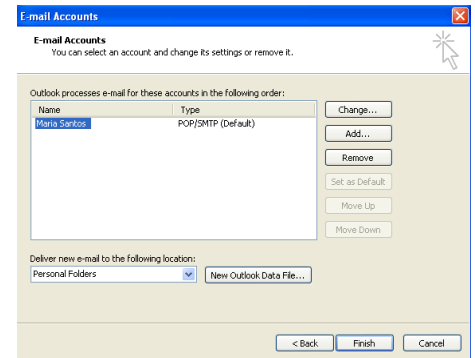 E-mail Accounts
E-mail Accounts
You can select an account and change its settings or remove it.
Outlook processes e-mail for these accounts in the following order:
Name Type
Maria Santos POP/SMTP (Default)
Change...
Add...
Remove
Set as Default
Move Up
Move Down
Deliver new e-mail to the following location:
Personal Folders New Outlook Data File...
< Back Finish Cancel